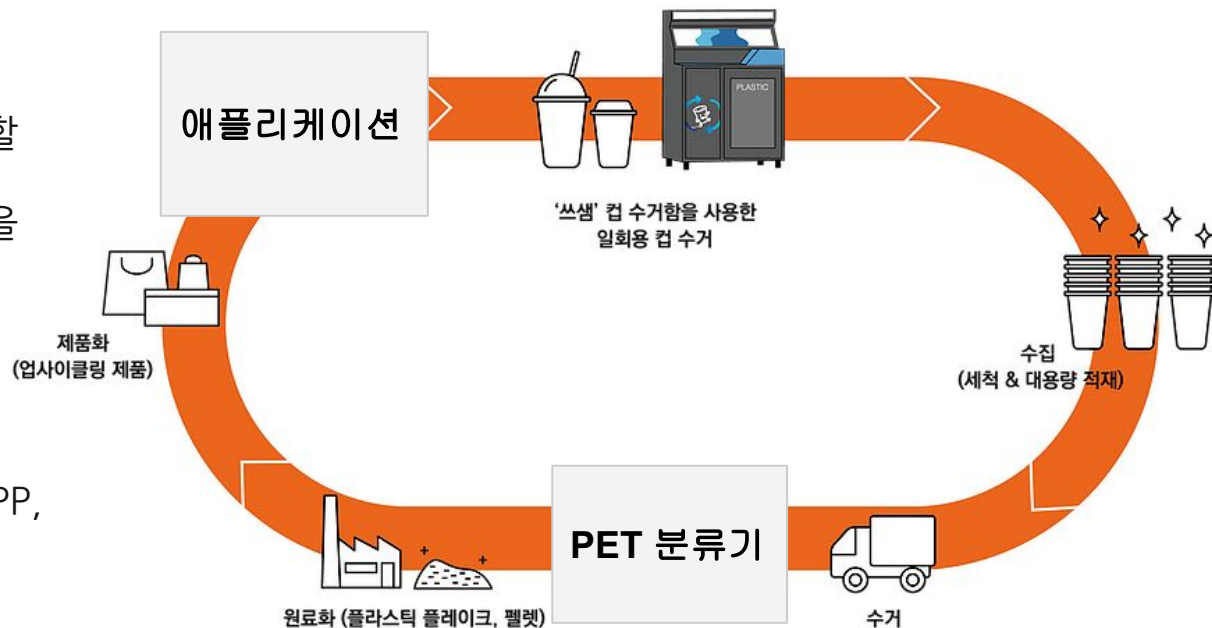 할
을
PP,
애플리케이션
PLASTIC
‘쓰샘’ 컵 수거함을 사용한
일회용 컵 수거
수집
(세척 & 대용량 적재)
수거
PET 분류기
원료화 (플라스틱 플레이크, 펠렛)
제품화
(업사이클링 제품)